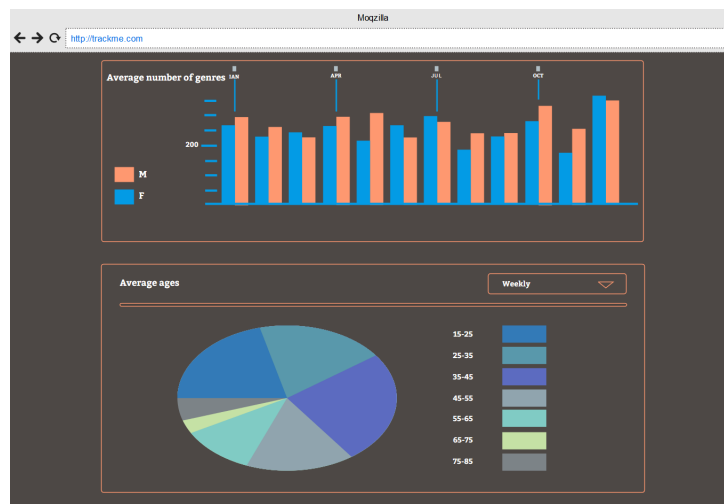 Moqzilla
http://trackme.com
Average number of genres
IAN
APR
JUL
OCT
200
M
F
Average ages
Weekly
15-25
25-35
35-45
45-55
55-65
65-75
75-85